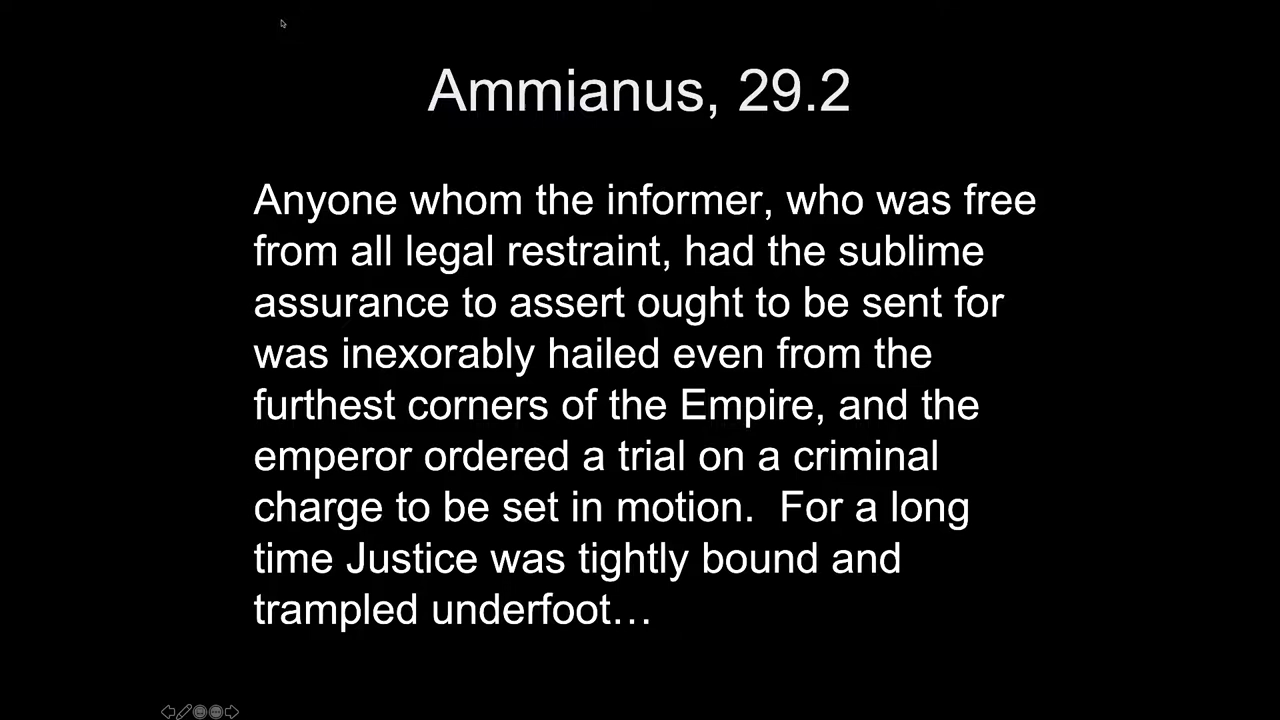 Ammianus, 29.2
Anyone whom the informer, who was free
from all legal restraint, had the sublime
assurance to assert ought to be sent for
was inexorably hailed even from the
furthest corners of the Empire, and the
emperor ordered a trial on a criminal
charge to be set in motion.  For a long
time Justice was tightly bound and
trampled underfoot…